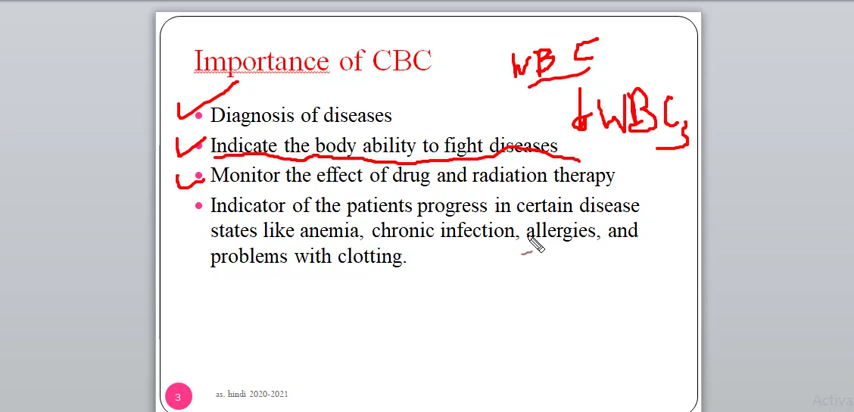 Importance of CBC
WBC
↓ WBCs
• Diagnosis of diseases
• Indicate the body ability to fight diseases
• Monitor the effect of drug and radiation therapy
• Indicator of the patients progress in certain disease
states like anemia, chronic infection, allergies, and
problems with clotting.
3
as. hindi 2020-2021
Activa